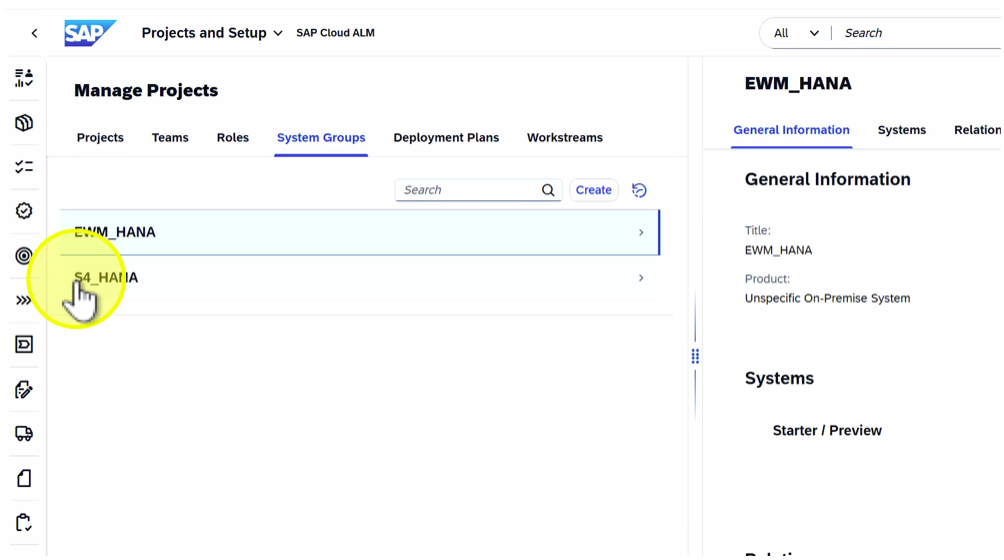 SAP Projects and Setup SAP Cloud ALM All Search
Manage Projects
Projects Teams Roles System Groups Deployment Plans Workstreams
Search Create
EWM_HANA
S4_HANA
EWM_HANA
General Information Systems Relation
General Information
Title:
EWM_HANA
Product:
Unspecific On-Premise System
Systems
Starter / Preview